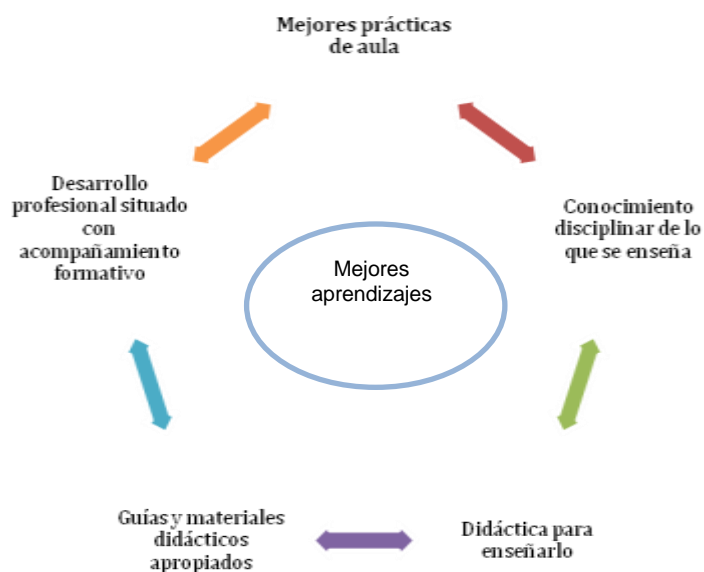 Mejores prácticas
de aula
Conocimiento
disciplinar de lo
que se enseña
Didáctica para
enseñarlo
Guías y materiales
didácticos
apropiados
Desarrollo
profesional situado
con
acompañamiento
formativo
Mejores
aprendizajes